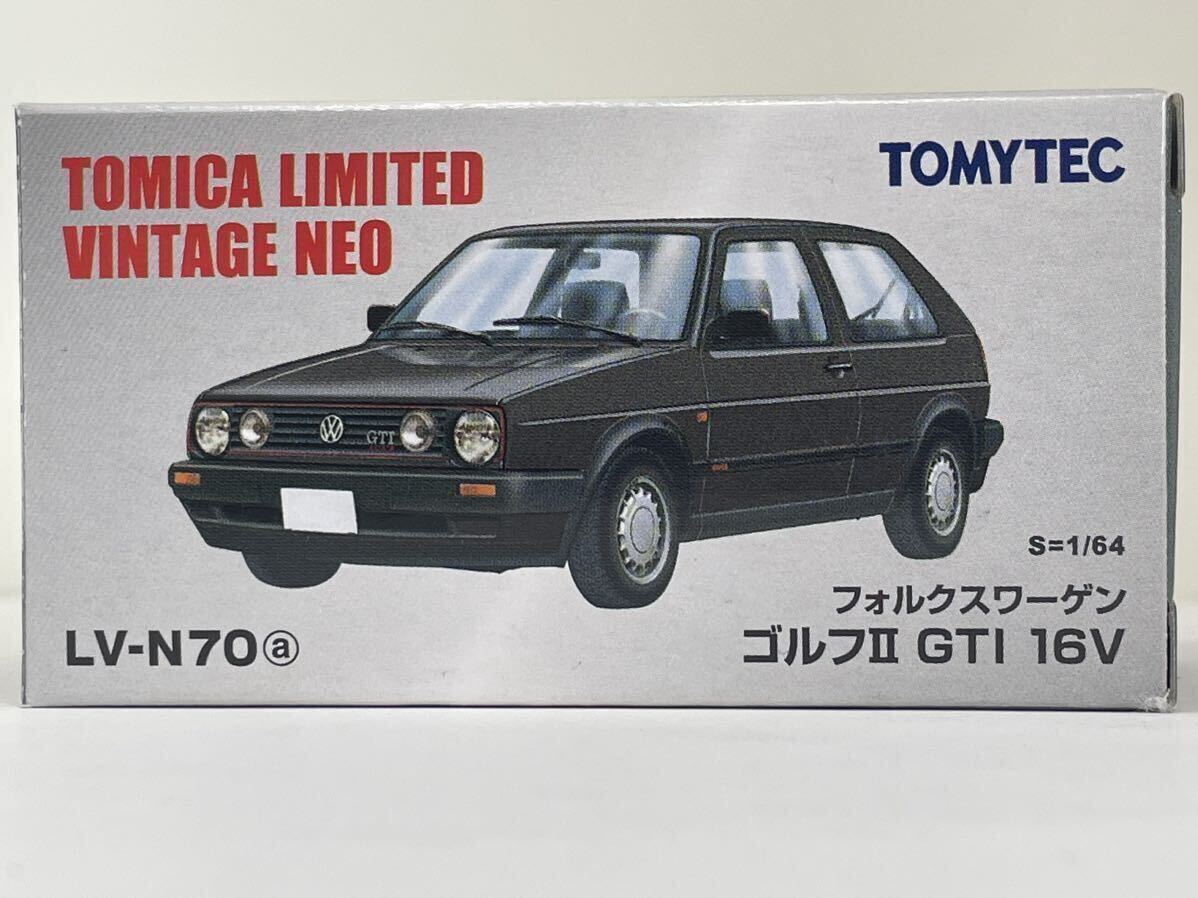 TOMICA LIMITED
VINTAGE NEO
TOMYTEC
GTI
S=1/64
フォルクスワーゲン
ゴルフII GTI 16V
LV-N70ⓐ